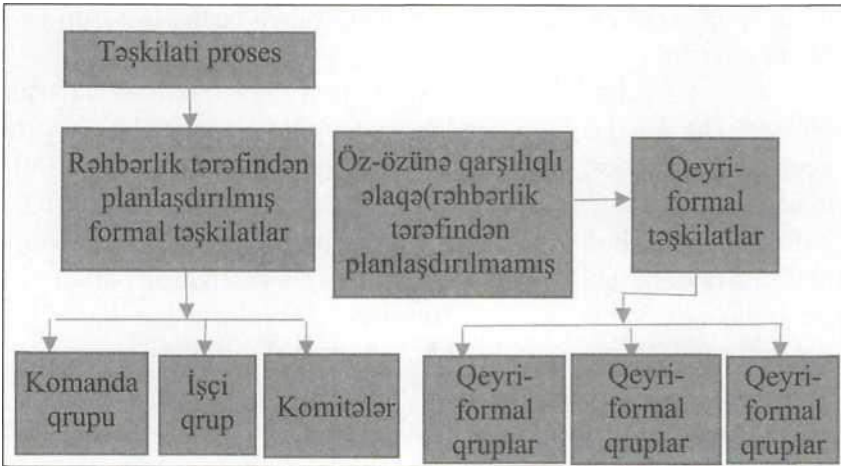 Təşkilati proses
Rəhbərlik tərəfindən
planlaşdırılmış
formal təşkilatlar
Öz-özünə qarşılıqlı
əlaqə(rəhbərlik
tərəfindən
planlaşdırılmamış
Qeyri-
formal
təşkilatlar
Komanda
qrupu
İşçi
qrup
Komitələr
Qeyri-
formal
qruplar
Qeyri-
formal
qruplar
Qeyri-
formal
qruplar